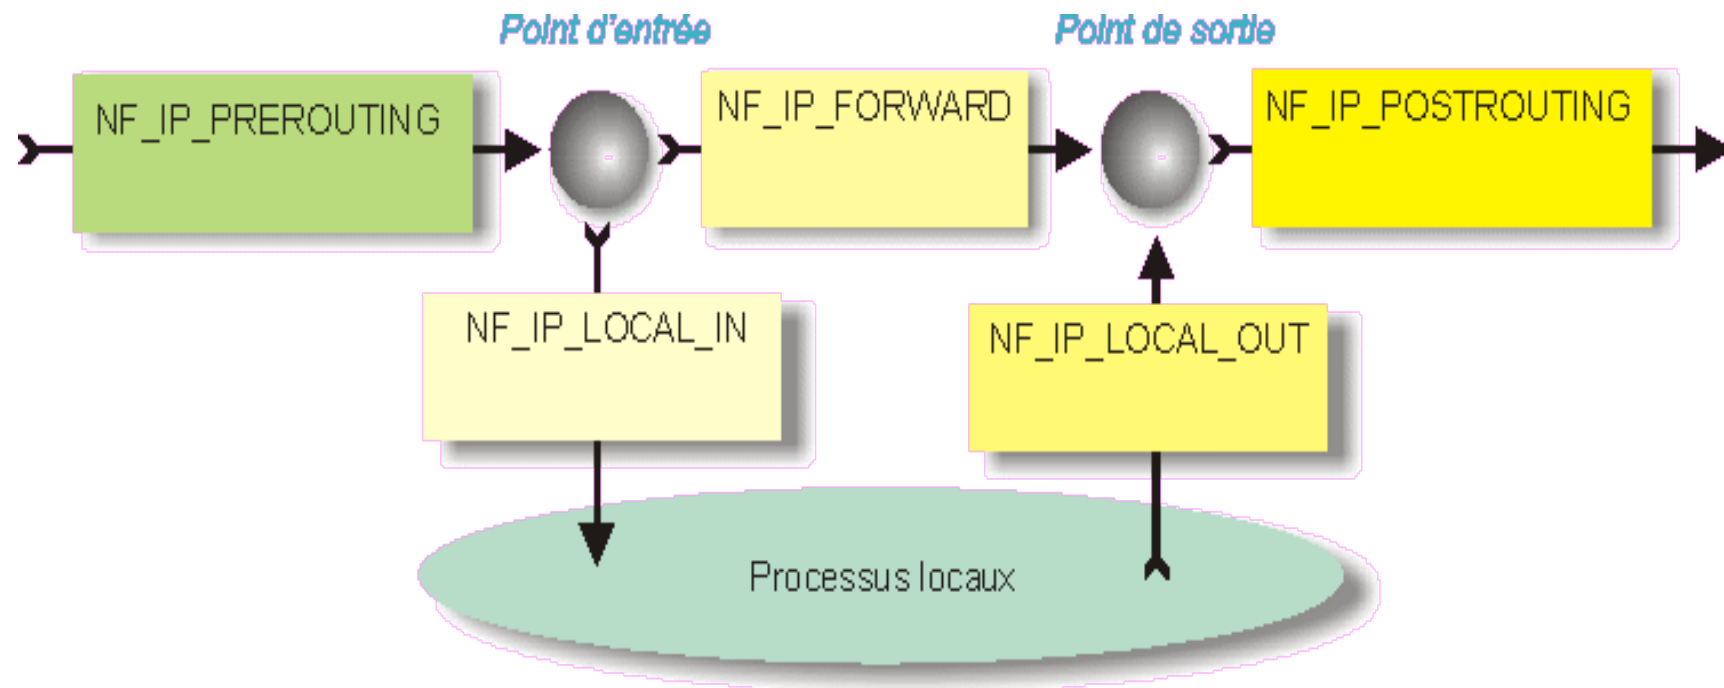 Point d'entrée
Point de sortie
NF_IP_PREROUTING
NF_IP_FORWARD
NF_IP_POSTROUTING
NF_IP_LOCAL_IN
NF_IP_LOCAL_OUT
Processus locaux